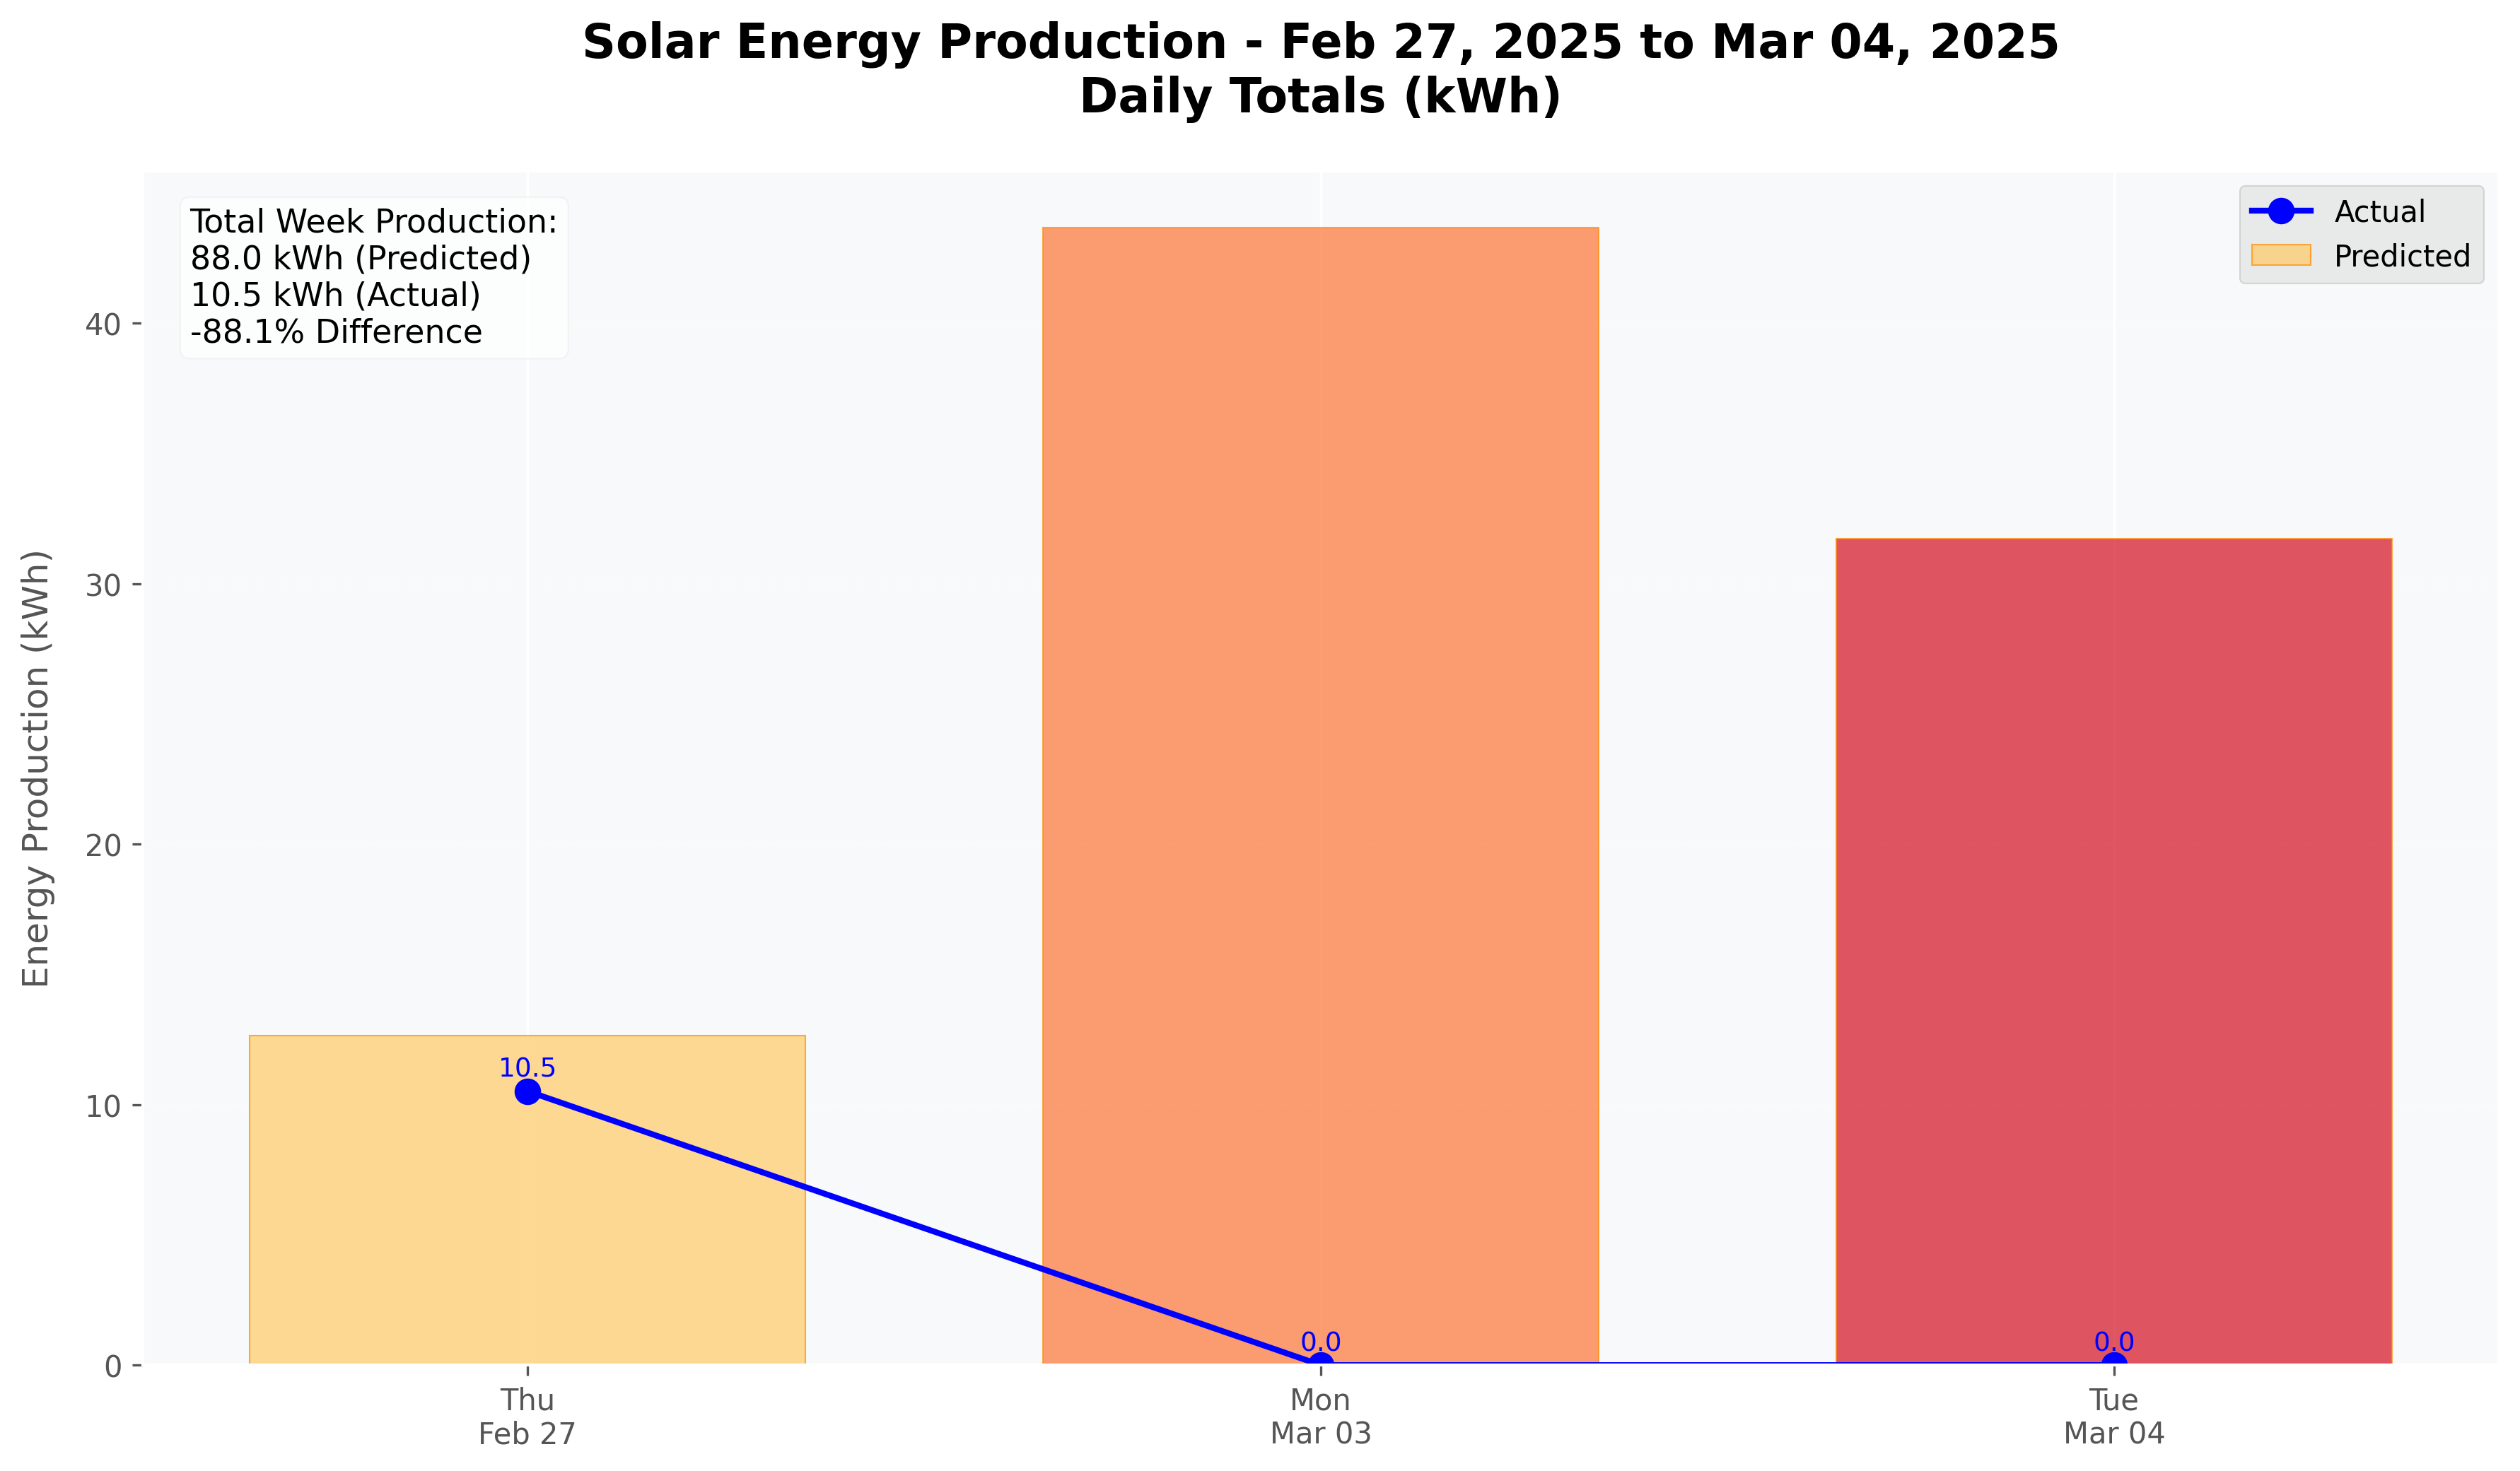 Solar Energy Production - Feb 27, 2025 to Mar 04, 2025
Daily Totals (kWh)
Total Week Production:
88.0 kWh (Predicted)
10.5 kWh (Actual)
-88.1% Difference
Actual
Predicted
Energy Production (kWh)
40
30
20
10
0
10.5
0.0
0.0
Thu
Feb 27
Mon
Mar 03
Tue
Mar 04